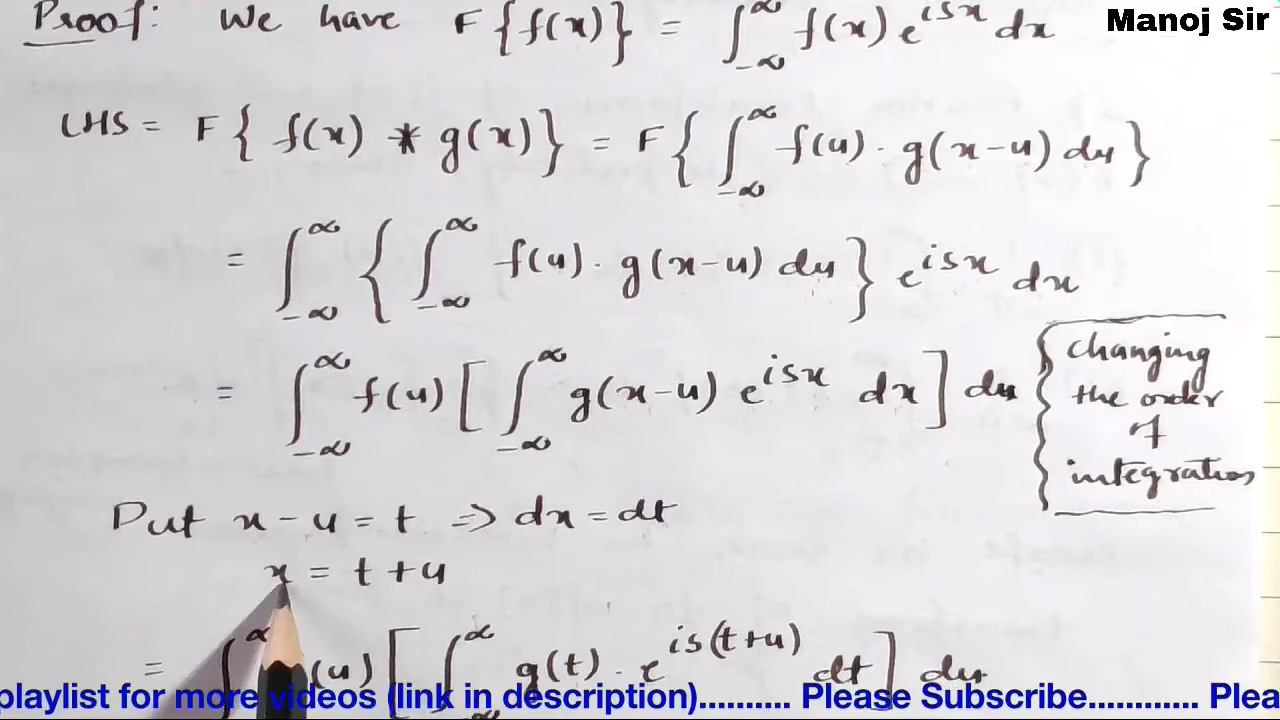 Proof: We have F{f(x)} = ∫_{-∞}^{∞} f(x) e^{isx} dx
Manoj Sir
LHS = F{ f(x) * g(x)} = F{ ∫_{-∞}^{∞} f(u) · g(x-u) du }
= ∫_{-∞}^{∞} { ∫_{-∞}^{∞} f(u) · g(x-u) du } e^{isx} dx
= ∫_{-∞}^{∞} f(u) [ ∫_{-∞}^{∞} g(x-u) e^{isx} dx ] du
changing
the order
of
integration
Put x - u = t ⇒ dx = dt
x = t + u
= ∫^{∞} (u) [ ∫_{-∞}^{∞} g(t) · e^{is(t+u)} dt ] du
playlist for more videos (link in description).......... Please Subscribe............ Plea